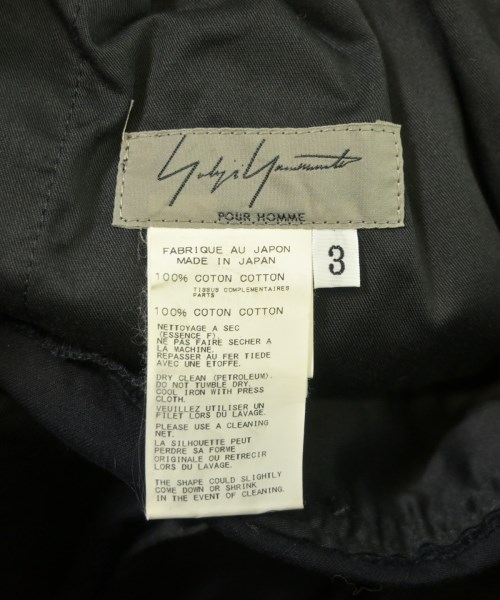 Yohji Yamamoto
POUR HOMME
3
FABRIQUE AU JAPON
MADE IN JAPAN
100% COTON COTTON
TISSUS COMPLEMENTAIRES
PARTS
100% COTON COTTON
NETTOYAGE A SEC
(ESSENCE F).
NE PAS FAIRE SECHER A
LA MACHINE.
REPASSER AU FER TIEDE
AVEC UNE ETOFFE.
DRY CLEAN (PETROLEUM).
DO NOT TUMBLE DRY.
COOL IRON WITH PRESS
CLOTH.
VEUILLEZ UTILISER UN
FILET LORS DU LAVAGE.
PLEASE USE A CLEANING
NET.
LA SILHOUETTE PEUT
PERDRE SA FORME
ORIGINALE OU RETRECIR
LORS DU LAVAGE.
THE SHAPE COULD SLIGHTLY
COME DOWN OR SHRINK
IN THE EVENT OF CLEANING.